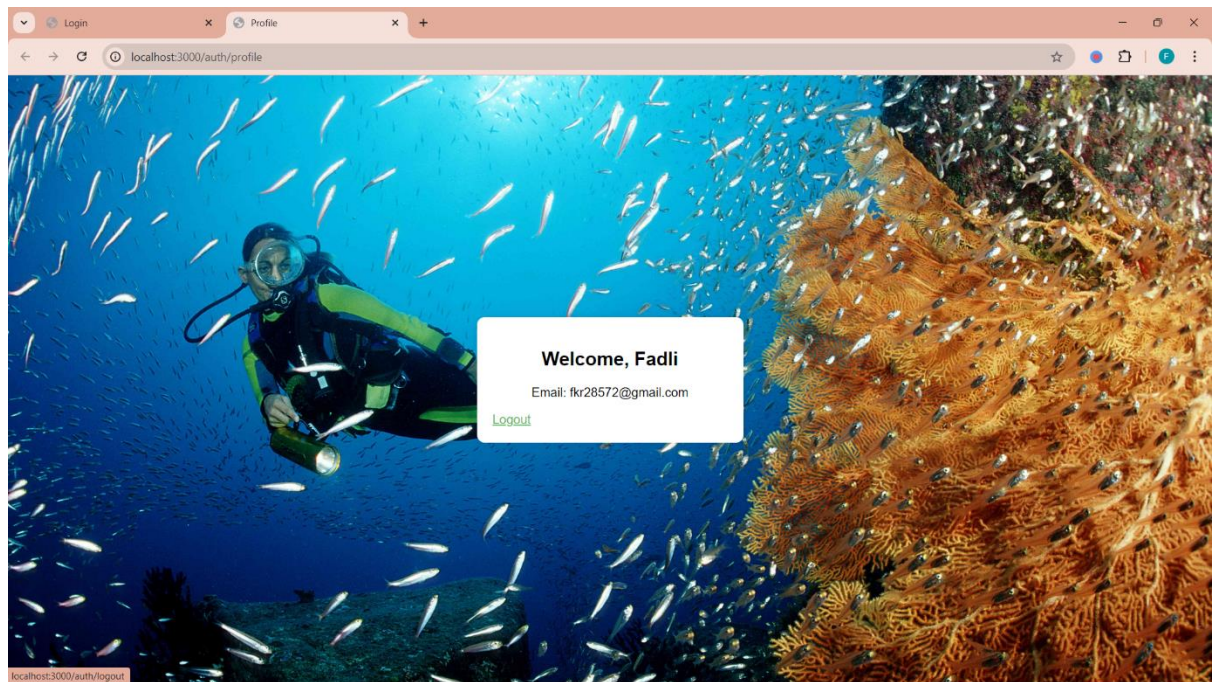 Login
Profile
localhost:3000/auth/profile
F
Welcome, Fadli
Email: fkr28572@gmail.com
Logout
localhost:3000/auth/logout